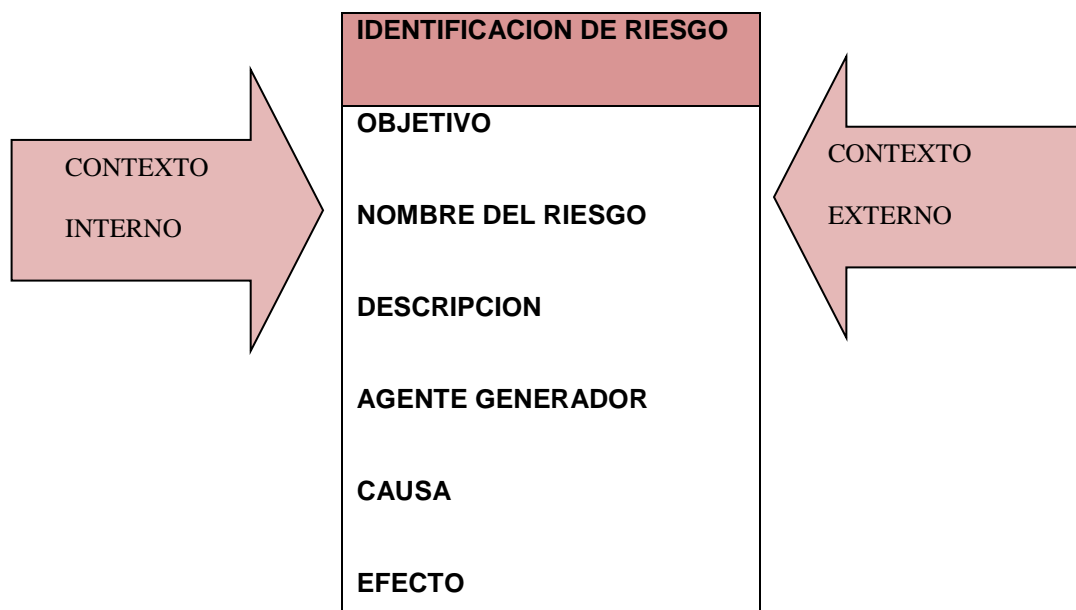 IDENTIFICACION DE RIESGO
OBJETIVO
NOMBRE DEL RIESGO
DESCRIPCION
AGENTE GENERADOR
CAUSA
EFECTO
CONTEXTO
INTERNO
CONTEXTO
EXTERNO